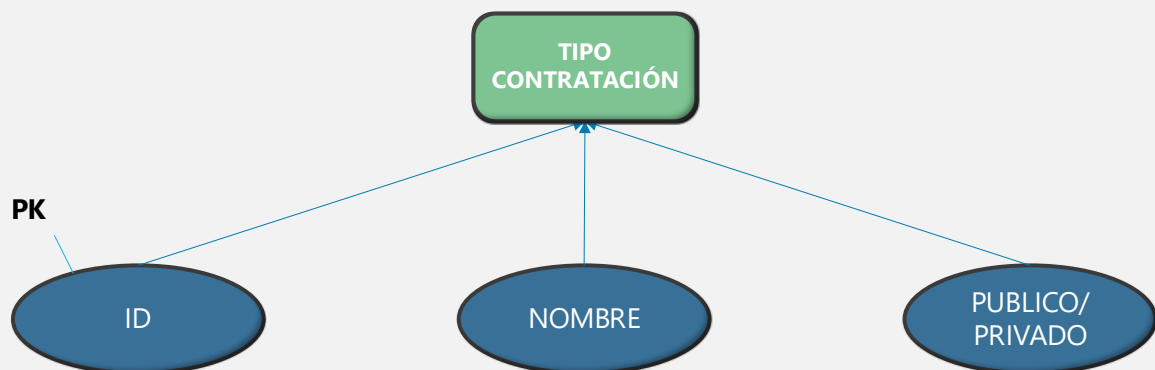 TIPO
CONTRATACIÓN
PK
ID
NOMBRE
PUBLICO/
PRIVADO